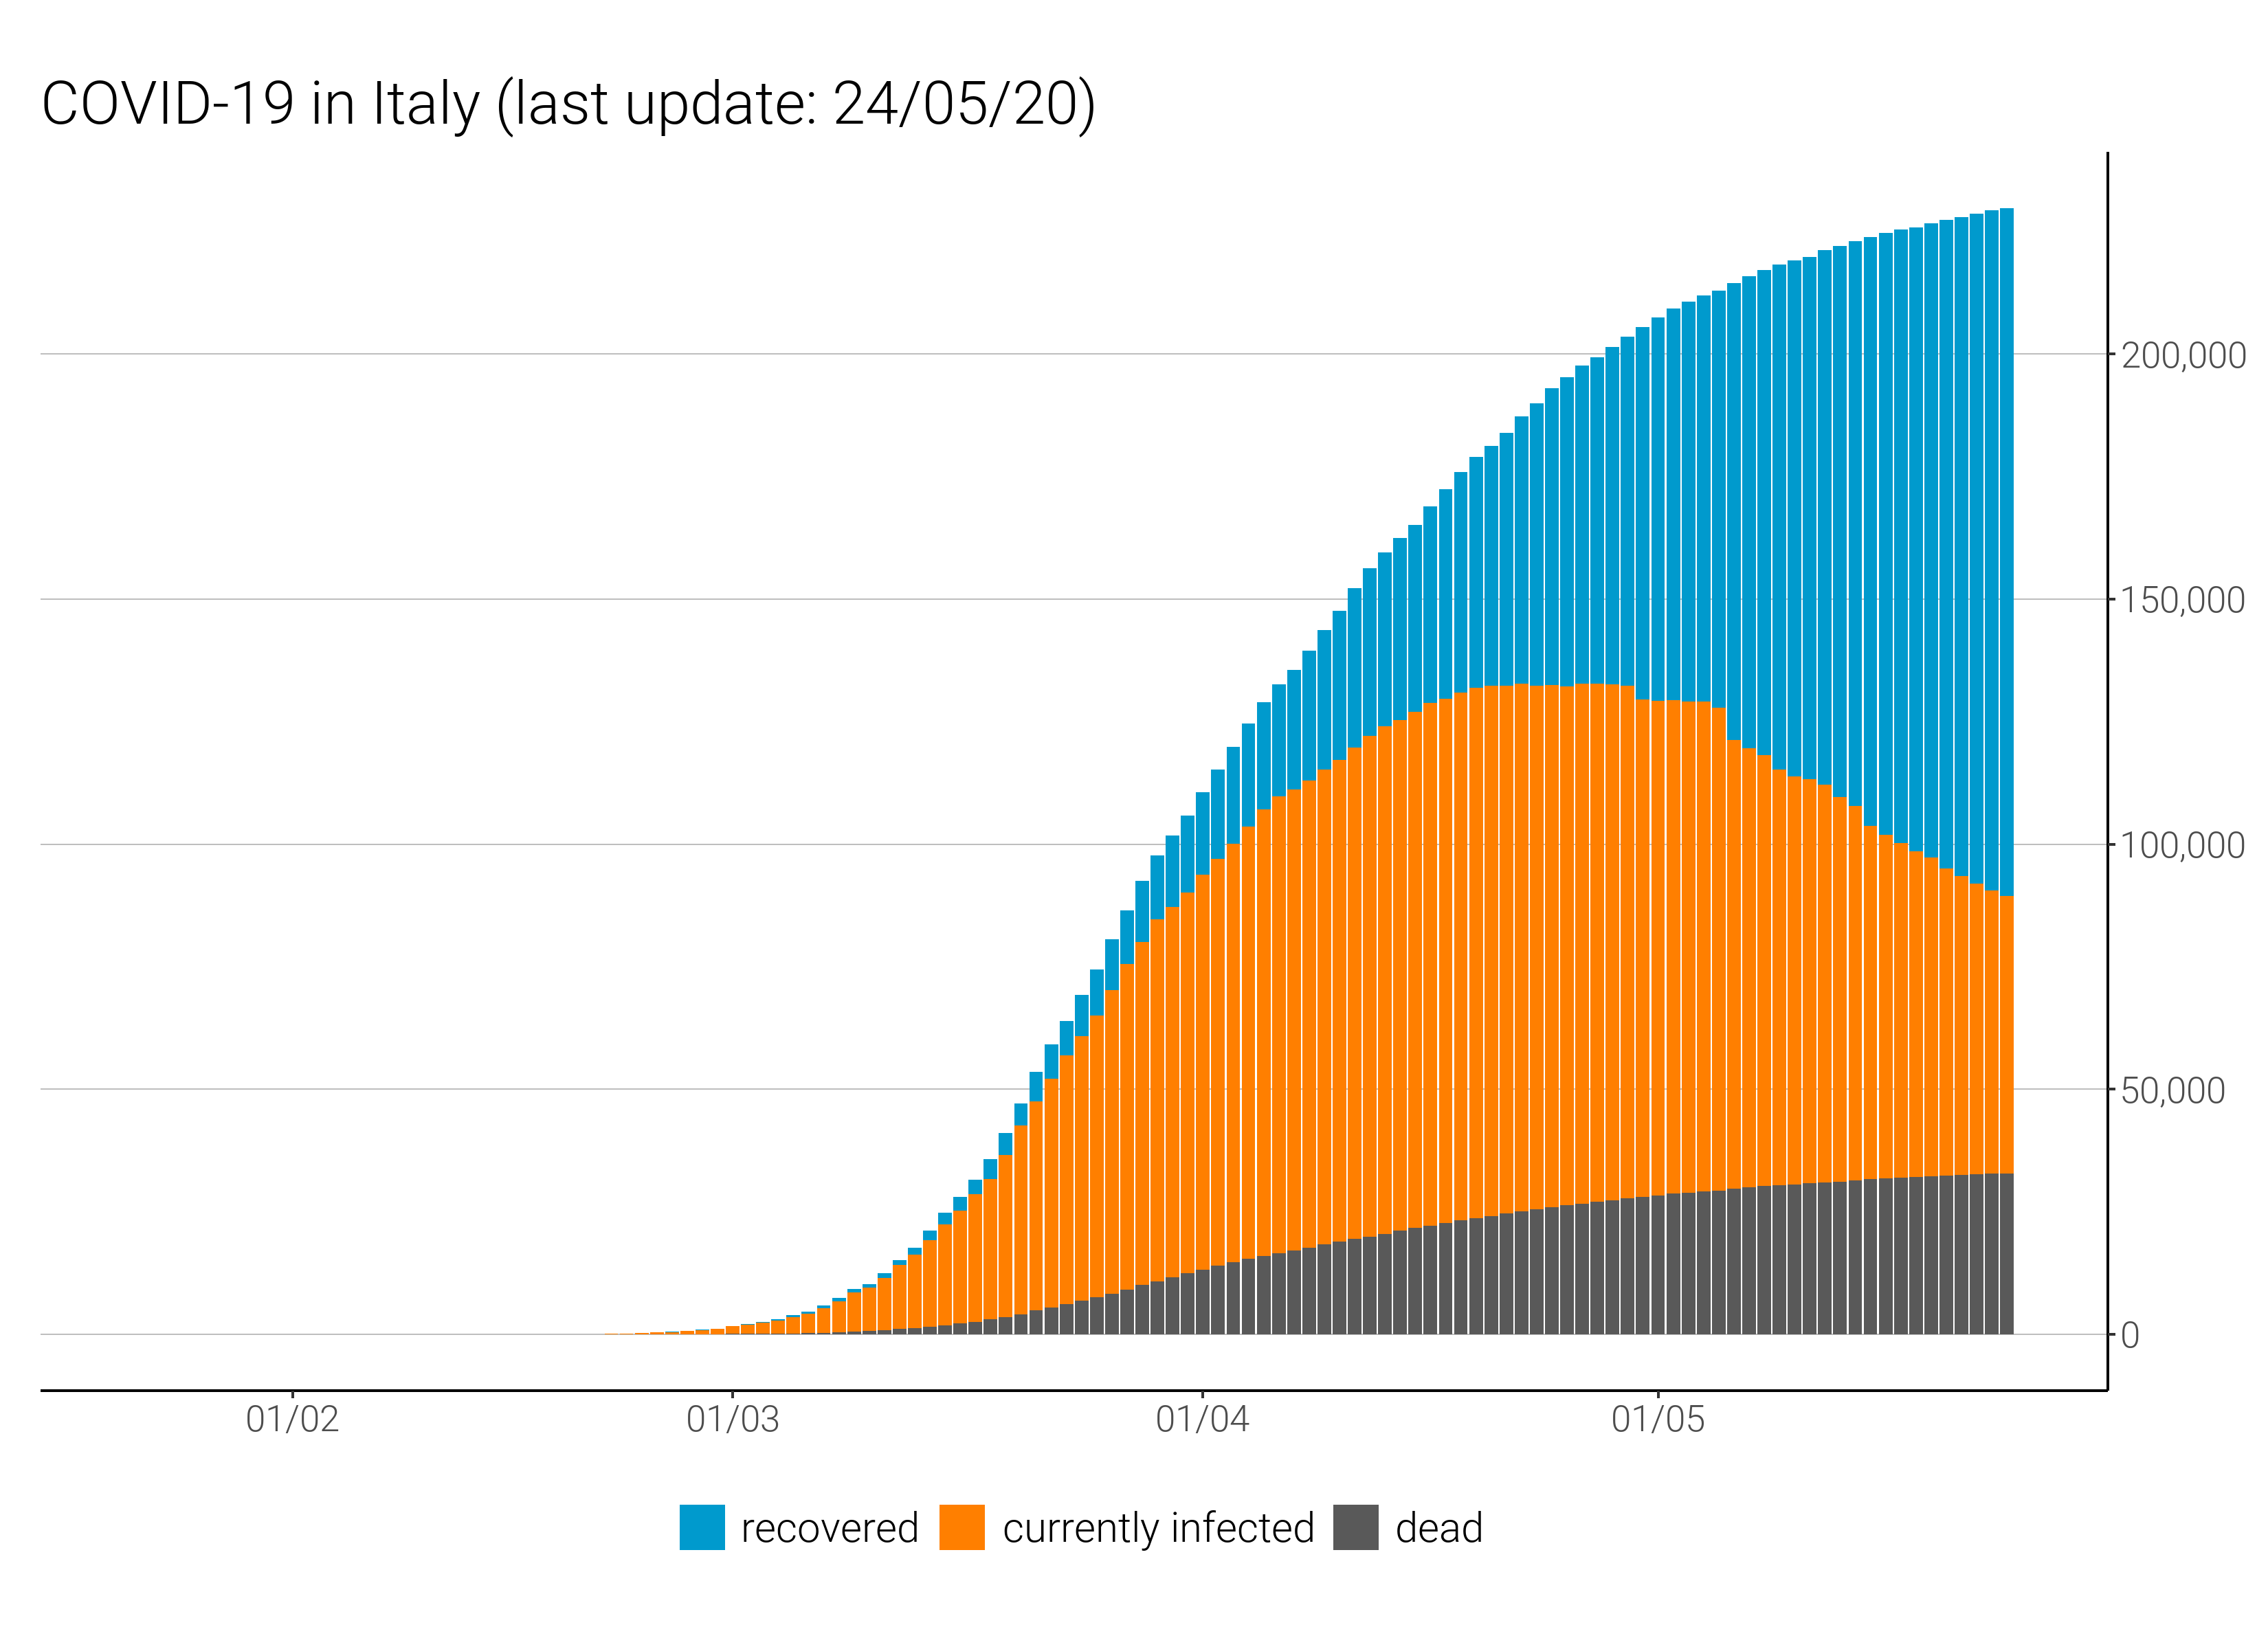 COVID-19 in Italy (last update: 24/05/20)
200,000
150,000
100,000
50,000
0
01/02 01/03 01/04 01/05
recovered currently infected dead